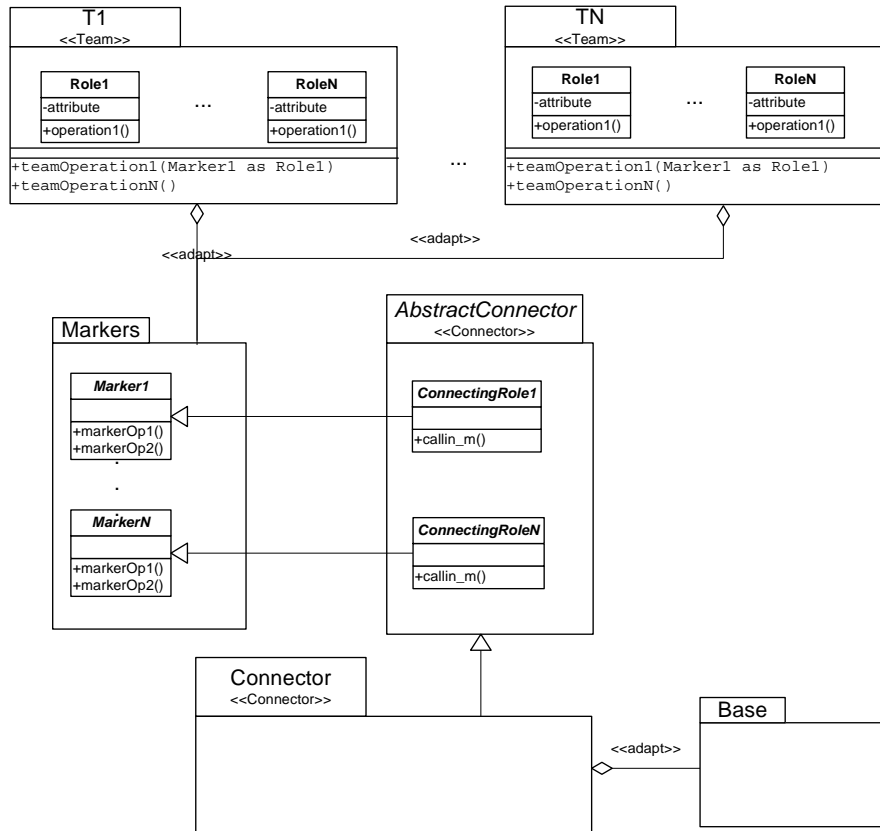 T1
<<Team>>
Role1
-attribute
+operation1()
...
RoleN
-attribute
+operation1()
+teamOperation1(Marker1 as Role1)
+teamOperationN()
...
TN
<<Team>>
Role1
-attribute
+operation1()
...
RoleN
-attribute
+operation1()
+teamOperation1(Marker1 as Role1)
+teamOperationN()
<<adapt>>
<<adapt>>
Markers
Marker1
+markerOp1()
+markerOp2()
.
.
.
MarkerN
+markerOp1()
+markerOp2()
AbstractConnector
<<Connector>>
ConnectingRole1
+callin_m()
ConnectingRoleN
+callin_m()
Connector
<<Connector>>
<<adapt>>
Base